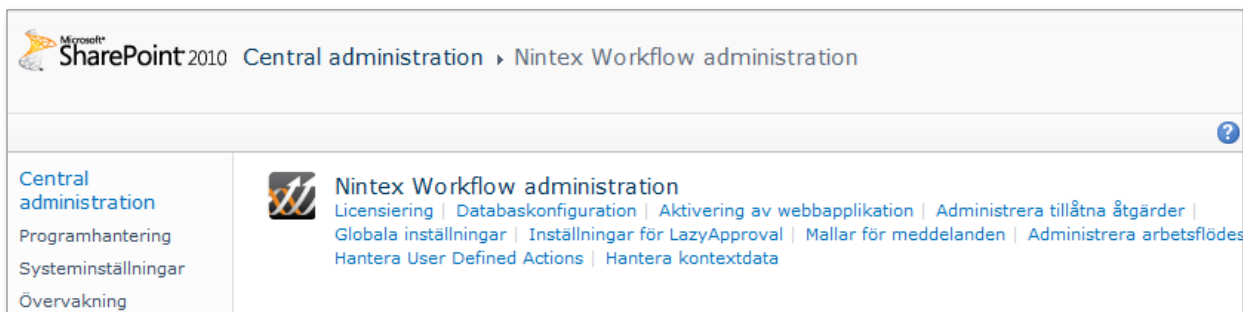 Microsoft®
SharePoint 2010 Central administration ▸ Nintex Workflow administration
?
Central
administration
Programhantering
Systeminställningar
Övervakning
Nintex Workflow administration
Licensiering | Databaskonfiguration | Aktivering av webbapplikation | Administrera tillåtna åtgärder |
Globala inställningar | Inställningar för LazyApproval | Mallar för meddelanden | Administrera arbetsflödes
Hantera User Defined Actions | Hantera kontextdata